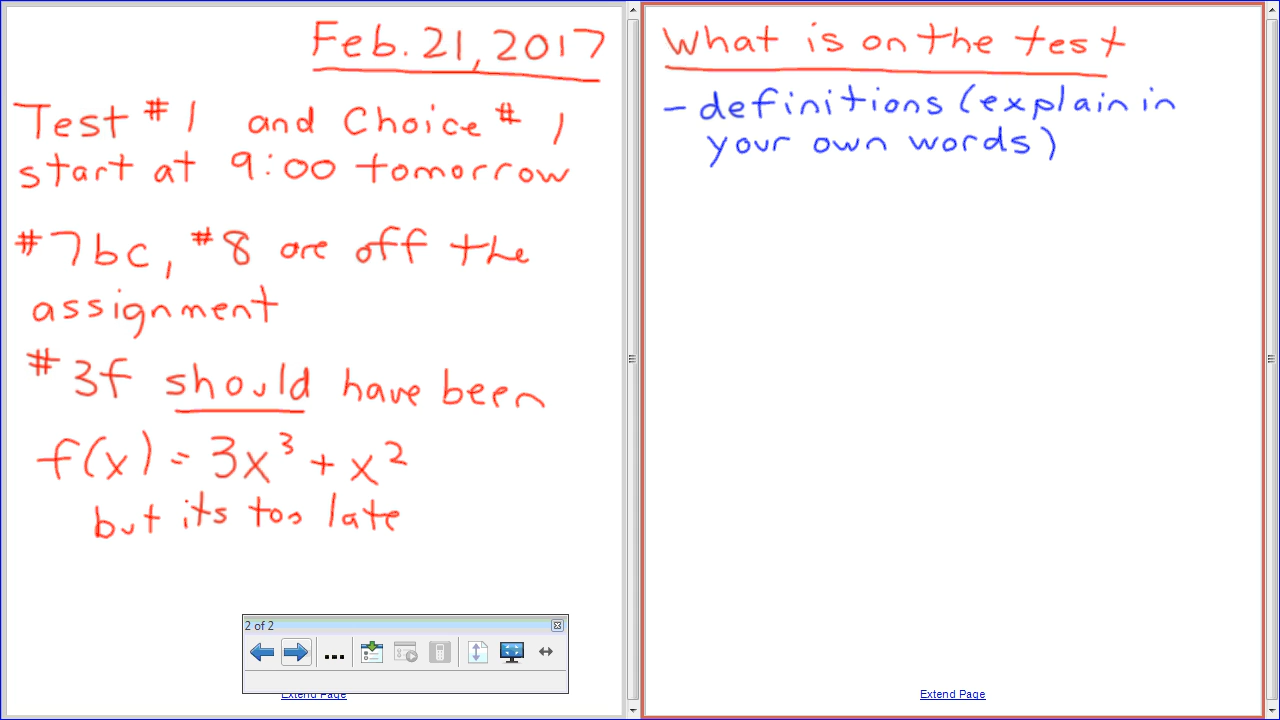 Feb. 21, 2017
Test #1 and Choice #1
start at 9:00 tomorrow
#7bc, #8 are off the
assignment
#3f should have been
f(x) = 3x³ + x²
but its too late
2 of 2
Extend Page
What is on the test
- definitions (explain in
your own words)
Extend Page